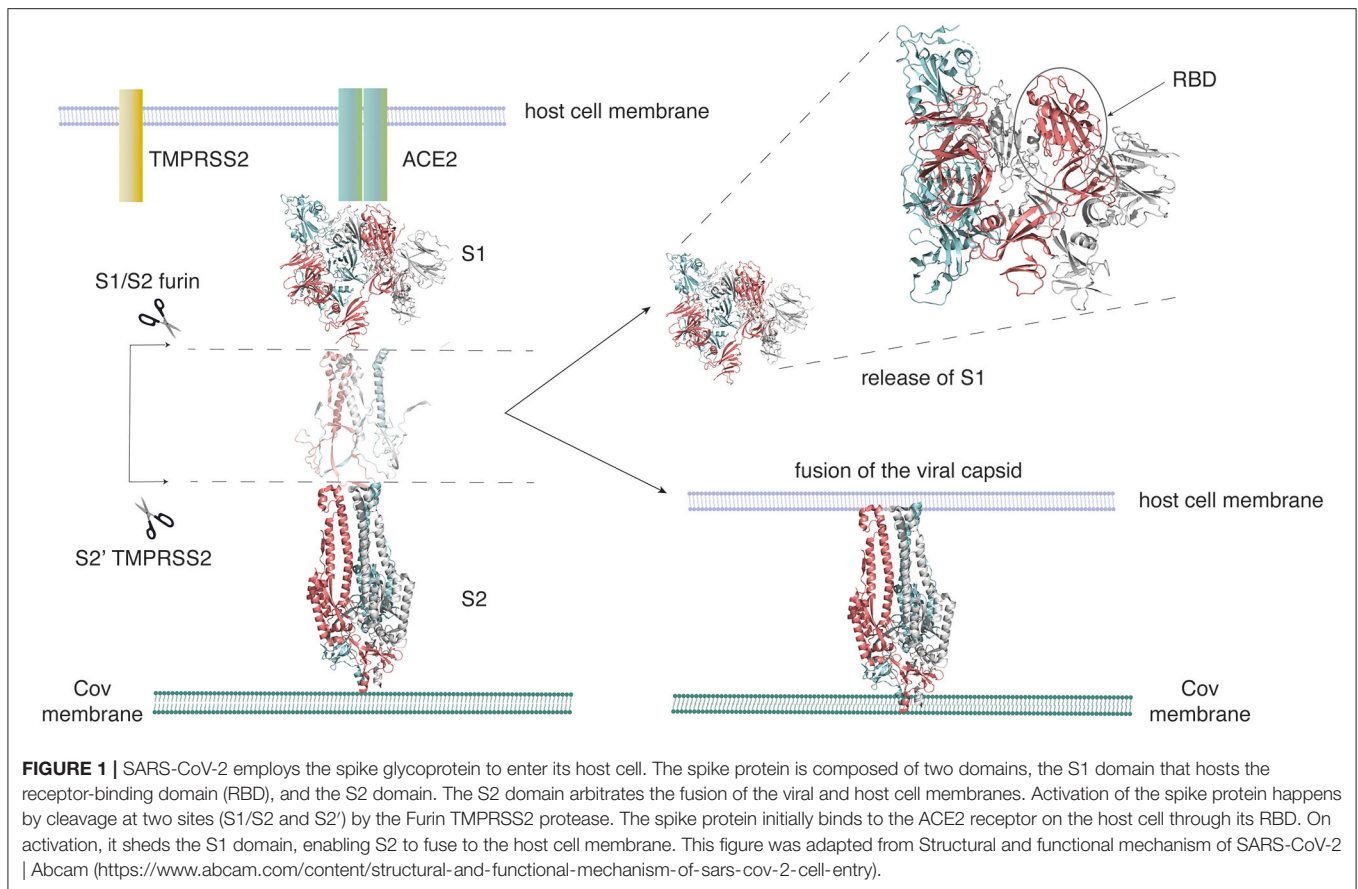 host cell membrane
TMPRSS2
ACE2
S1
S1/S2 furin
S2' TMPRSS2
S2
Cov
membrane
RBD
release of S1
fusion of the viral capsid
host cell membrane
Cov
membrane
FIGURE 1 | SARS-CoV-2 employs the spike glycoprotein to enter its host cell. The spike protein is composed of two domains, the S1 domain that hosts the
receptor-binding domain (RBD), and the S2 domain. The S2 domain arbitrates the fusion of the viral and host cell membranes. Activation of the spike protein happens
by cleavage at two sites (S1/S2 and S2′) by the Furin TMPRSS2 protease. The spike protein initially binds to the ACE2 receptor on the host cell through its RBD. On
activation, it sheds the S1 domain, enabling S2 to fuse to the host cell membrane. This figure was adapted from Structural and functional mechanism of SARS-CoV-2
| Abcam (https://www.abcam.com/content/structural-and-functional-mechanism-of-sars-cov-2-cell-entry).